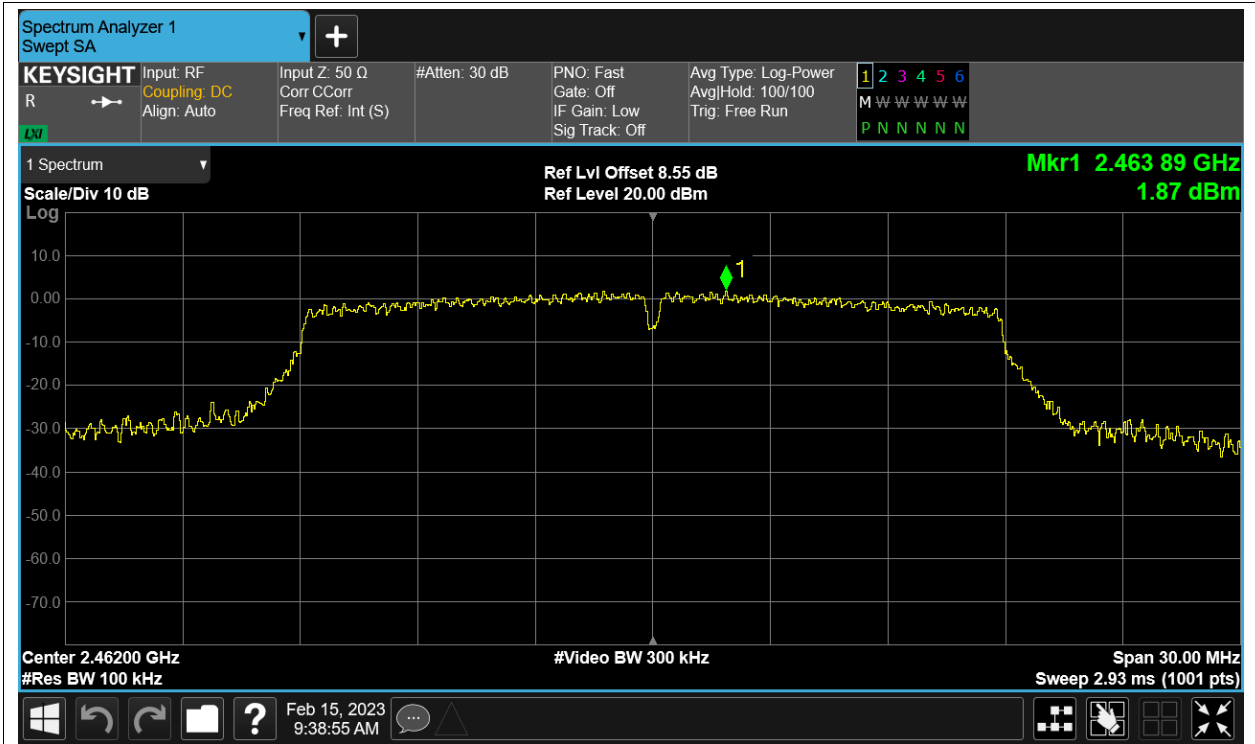 Spectrum Analyzer 1
Swept SA
KEYSIGHT
R
LXI
Input: RF
Coupling: DC
Align: Auto
Input Z: 50 Ω
Corr CCorr
Freq Ref: Int (S)
#Atten: 30 dB
PNO: Fast
Gate: Off
IF Gain: Low
Sig Track: Off
Avg Type: Log-Power
Avg|Hold: 100/100
Trig: Free Run
1 2 3 4 5 6
M W W W W W
P N N N N N
1 Spectrum
Scale/Div 10 dB
Log
Ref Lvl Offset 8.55 dB
Ref Level 20.00 dBm
Mkr1 2.463 89 GHz
1.87 dBm
1
10.0
0.00
-10.0
-20.0
-30.0
-40.0
-50.0
-60.0
-70.0
Center 2.46200 GHz
#Video BW 300 kHz
Span 30.00 MHz
#Res BW 100 kHz
Sweep 2.93 ms (1001 pts)
?
Feb 15, 2023
9:38:55 AM